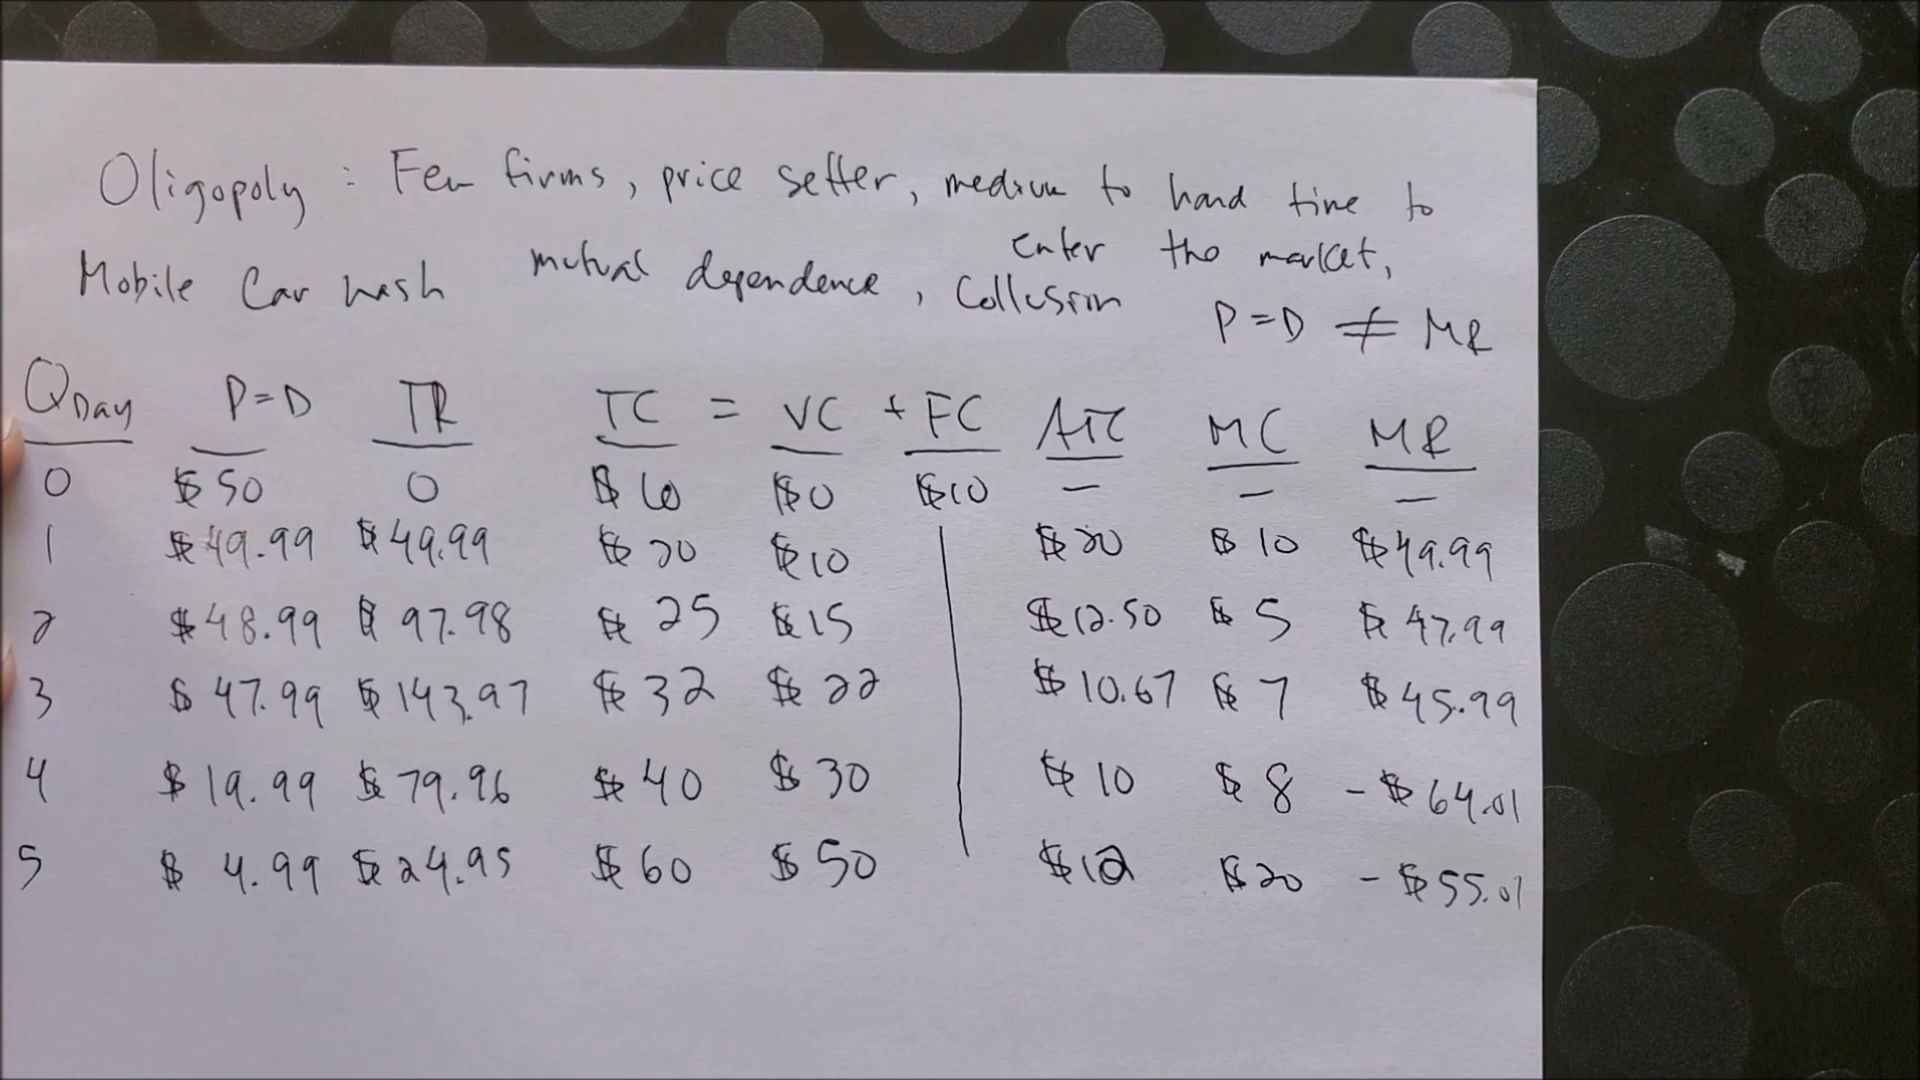 Oligopoly : Few firms, price setter, medium to hard time to
enter the market,
Mobile Car wash mutual dependence, Collusion
P=D ≠ MR
QDay P=D TR TC = VC + FC ATC MC MR
0 $50 0 $10 $0 $10 — — —
1 $49.99 $49.99 $20 $10 $20 $10 $49.99
2 $48.99 $97.98 $25 $15 $12.50 $5 $47.99
3 $47.99 $143.97 $32 $22 $10.67 $7 $45.99
4 $19.99 $79.96 $40 $30 $10 $8 -$64.01
5 $4.99 $24.95 $60 $50 $12 $20 -$55.01